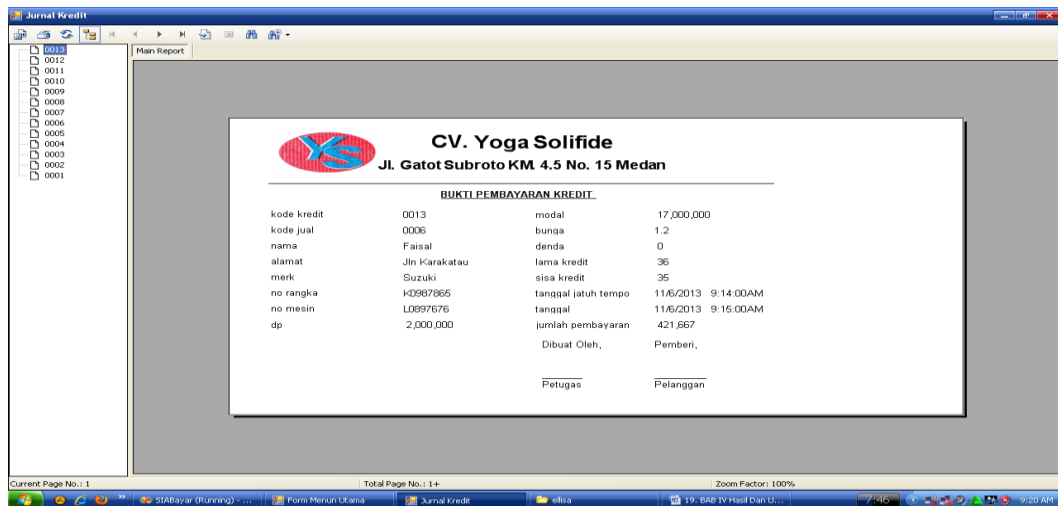 Jurnal Kredit
0013
0012
0011
0010
0009
0008
0007
0006
0005
0004
0003
0002
0001
Main Report
YS
CV. Yoga Solifide
Jl. Gatot Subroto KM. 4.5 No. 15 Medan
BUKTI PEMBAYARAN KREDIT
kode kredit 0013 modal 17,000,000
kode jual 0006 bunga 1.2
nama Faisal denda 0
alamat Jln Karakatau lama kredit 36
merk Suzuki sisa kredit 35
no rangka K0987865 tanggal jatuh tempo 11/6/2013 9:14:00AM
no mesin L0897676 tanggal 11/6/2013 9:15:00AM
dp 2,000,000 jumlah pembayaran 421,667
Dibuat Oleh, Pemberi,
Petugas Pelanggan
Current Page No.: 1 Total Page No.: 1+ Zoom Factor: 100%
SIABayar (Running) - ... Form Menun Utama Jurnal Kredit ellisa 19. BAB IV Hasil Dan U... 7:46 9:20 AM